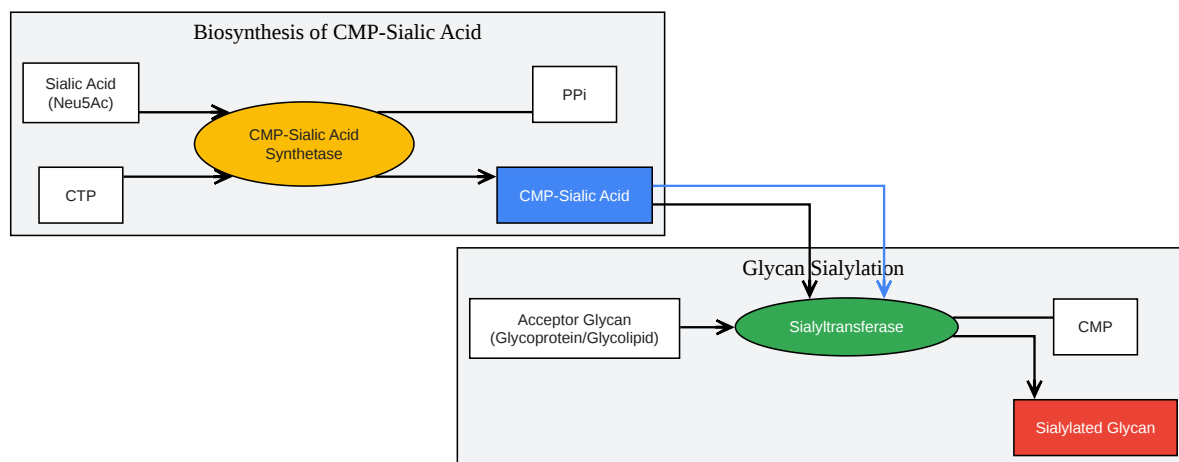 Biosynthesis of CMP-Sialic Acid
Sialic Acid
(Neu5Ac)
PPi
CMP-Sialic Acid
Synthetase
CTP
CMP-Sialic Acid
Glycan Sialylation
Acceptor Glycan
(Glycoprotein/Glycolipid)
Sialyltransferase
CMP
Sialylated Glycan